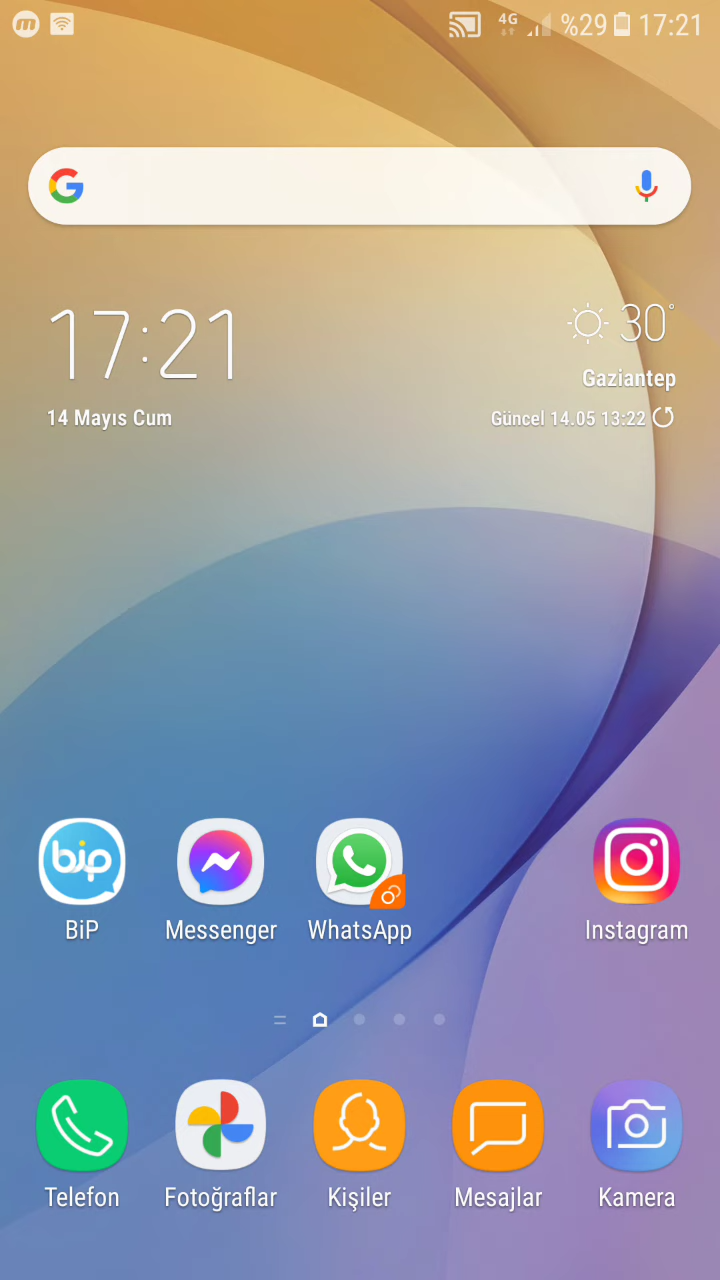 4G %29 17:21
17:21
30°
Gaziantep
14 Mayıs Cum
Güncel 14.05 13:22
bip
BiP Messenger WhatsApp Instagram
Telefon Fotoğraflar Kişiler Mesajlar Kamera